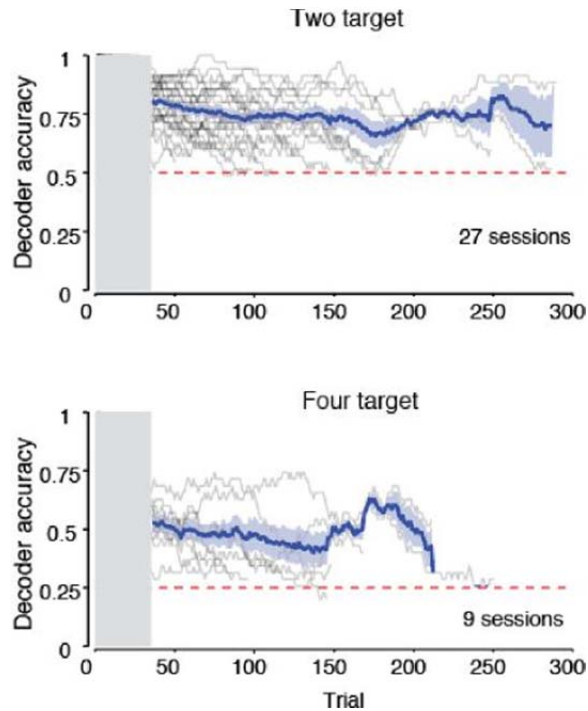 Two target
1
0.75
0.5
0.25
0
Decoder accuracy
27 sessions
0 50 100 150 200 250 300
Four target
1
0.75
0.5
0.25
0
Decoder accuracy
9 sessions
0 50 100 150 200 250 300
Trial